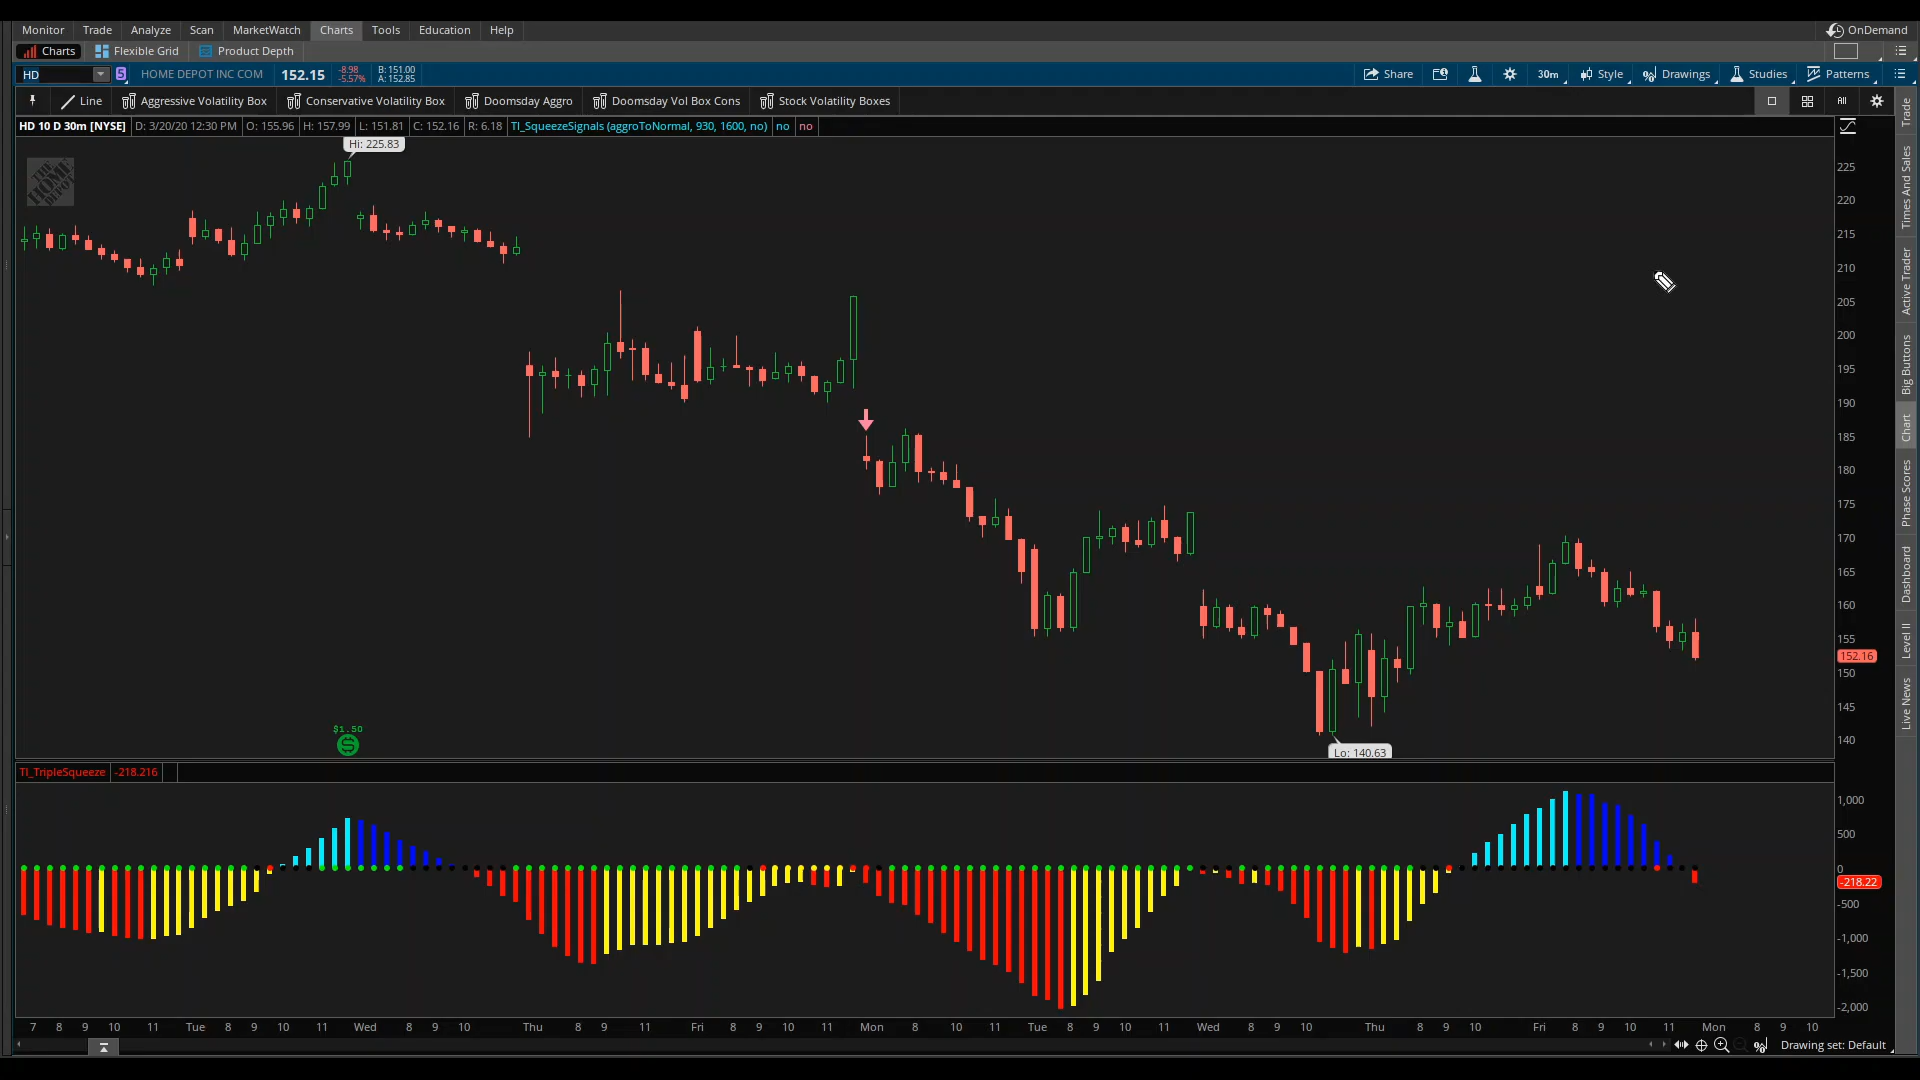 Monitor Trade Analyze Scan MarketWatch Charts Tools Education Help OnDemand
Charts Flexible Grid Product Depth
HD 5 HOME DEPOT INC COM 152.15 -8.98 -5.57% B: 151.00 A: 152.85 Share 30m Style Drawings Studies Patterns
Line Aggressive Volatility Box Conservative Volatility Box Doomsday Aggro Doomsday Vol Box Cons Stock Volatility Boxes All
HD 10 D 30m [NYSE] D: 3/20/20 12:30 PM O: 155.96 H: 157.99 L: 151.81 C: 152.16 R: 6.18 TI_SqueezeSignals (aggroToNormal, 930, 1600, no) no no
Hi: 225.83
THE HOME DEPOT
225
220
215
210
205
200
195
190
185
180
175
170
165
160
155
152.16
150
145
140
$1.50
S
Lo: 140.63
TI_TripleSqueeze -218.216
1,000
500
0
-218.22
-500
-1,000
-1,500
-2,000
7 8 9 10 11 Tue 8 9 10 11 Wed 8 9 10 Thu 8 9 11 Fri 8 9 10 11 Mon 8 10 11 Tue 8 9 10 11 Wed 8 9 10 Thu 8 9 10 Fri 8 9 10 11 Mon 8 9 10
Drawing set: Default
Trade
Times And Sales
Active Trader
Big Buttons
Chart
Phase Scores
Dashboard
Level II
Live News